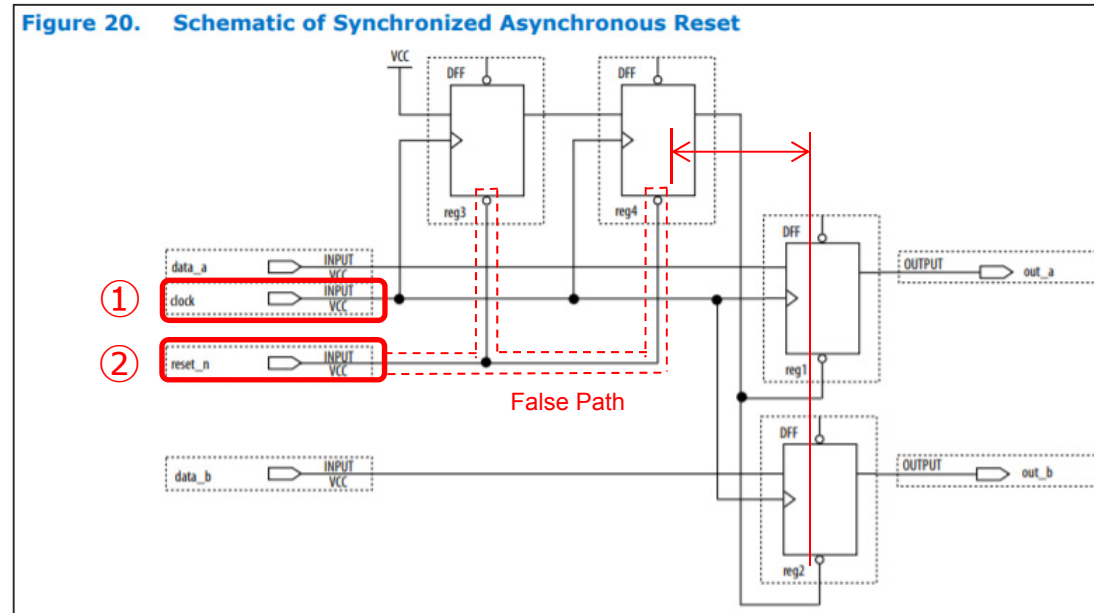 Figure 20. Schematic of Synchronized Asynchronous Reset
VCC
DFF
DFF
reg3
reg4
DFF
data_a
INPUT
VCC
OUTPUT
out_a
①
clock
INPUT
VCC
②
reset_n
INPUT
VCC
reg1
False Path
DFF
data_b
INPUT
VCC
OUTPUT
out_b
reg2